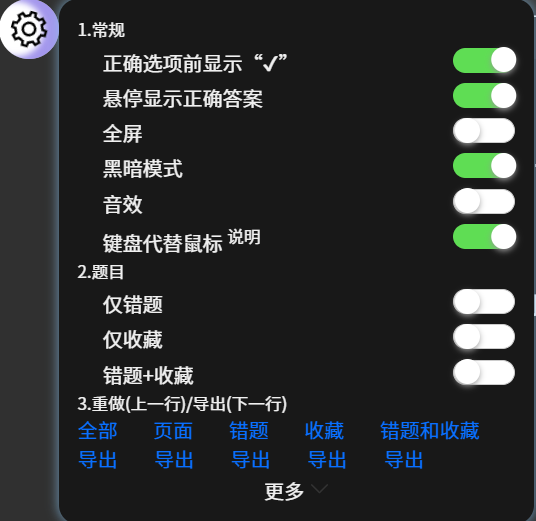 1.常规
正确选项前显示“✓”
悬停显示正确答案
全屏
黑暗模式
音效
键盘代替鼠标 说明
2.题目
仅错题
仅收藏
错题+收藏
3.重做(上一行)/导出(下一行)
全部 页面 错题 收藏 错题和收藏
导出 导出 导出 导出 导出
更多